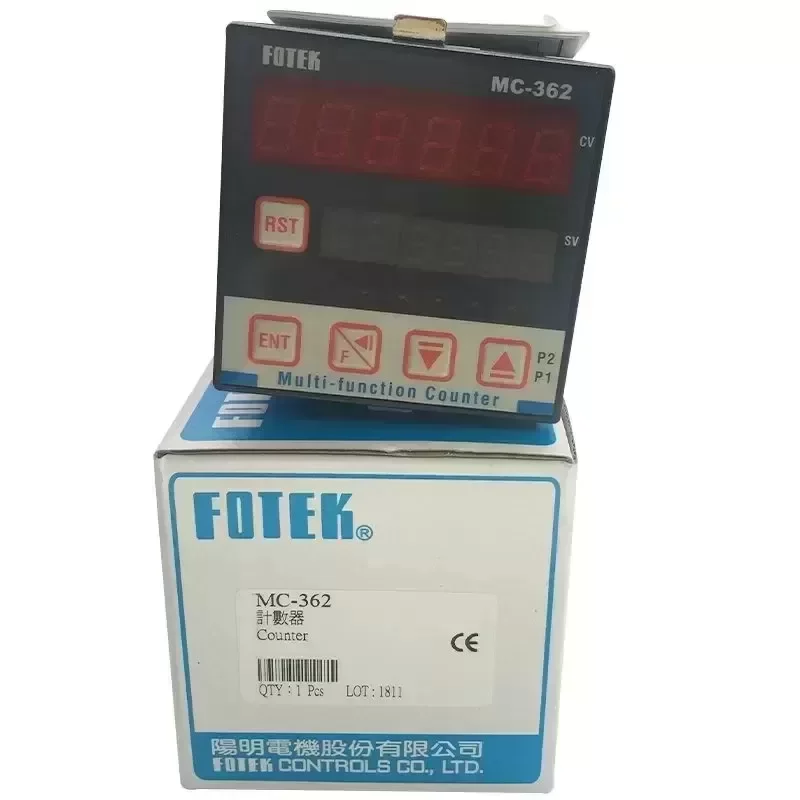 FOTEK
MC-362
CV
RST
SV
ENT
F
P2
P1
Multi-function Counter
FOTEK®
MC-362
計數器
Counter
CE
QTY：1 Pcs LOT：1811
陽明電機股份有限公司
FOTEK CONTROLS CO., LTD.